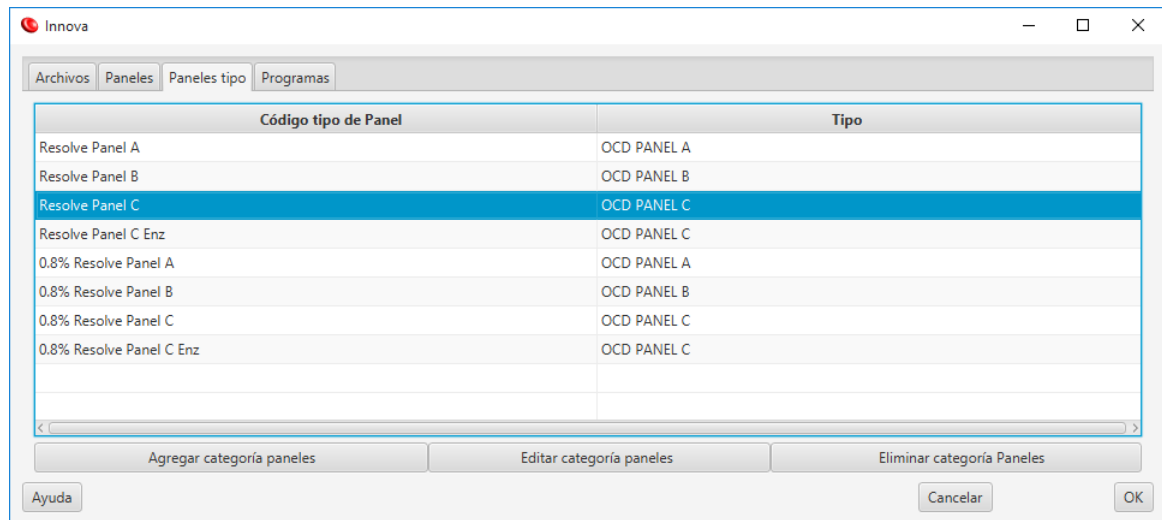 Innova
Archivos Paneles Paneles tipo Programas
Código tipo de Panel Tipo
Resolve Panel A OCD PANEL A
Resolve Panel B OCD PANEL B
Resolve Panel C OCD PANEL C
Resolve Panel C Enz OCD PANEL C
0.8% Resolve Panel A OCD PANEL A
0.8% Resolve Panel B OCD PANEL B
0.8% Resolve Panel C OCD PANEL C
0.8% Resolve Panel C Enz OCD PANEL C
Agregar categoría paneles Editar categoría paneles Eliminar categoría Paneles
Ayuda Cancelar OK